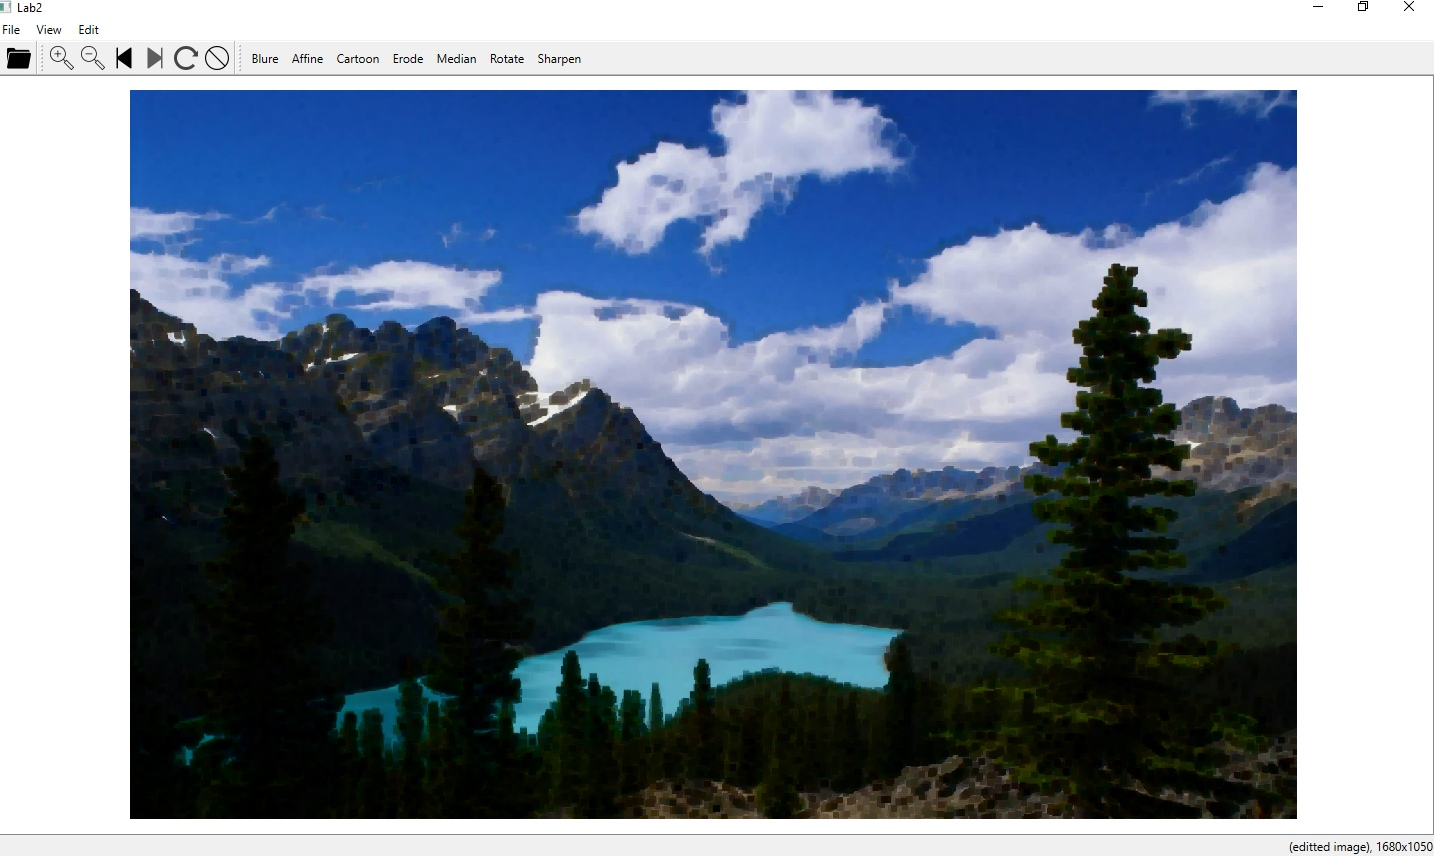 Lab2
File View Edit
Blure Affine Cartoon Erode Median Rotate Sharpen
(editted image), 1680x1050